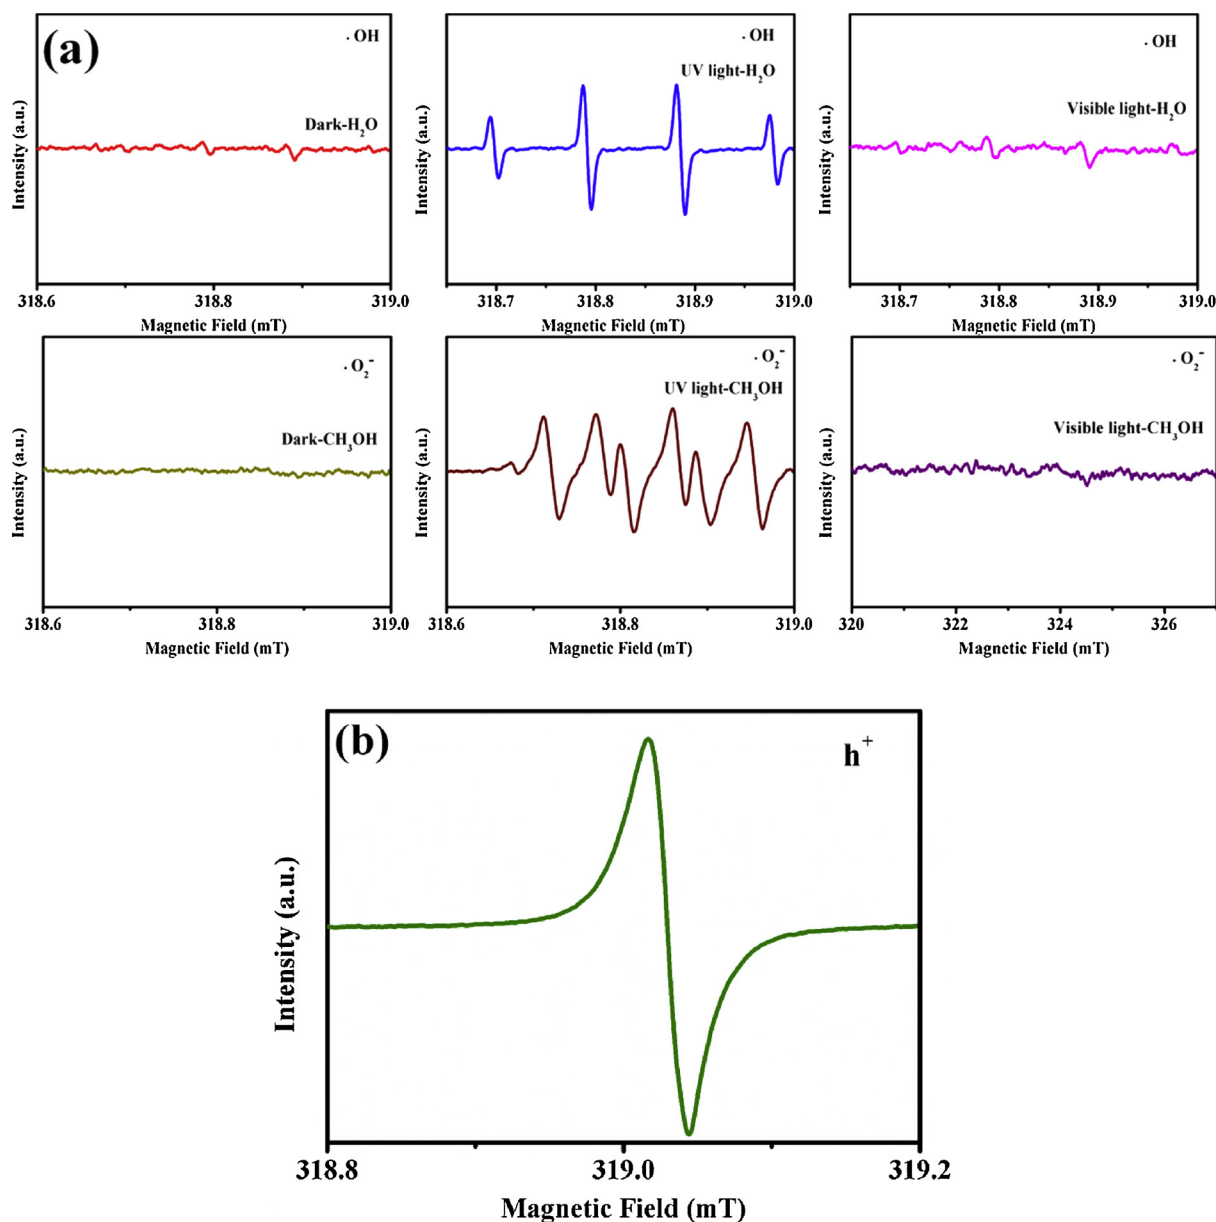 (a)
· OH
Dark-H₂O
Intensity (a.u.)
318.6 318.8 319.0
Magnetic Field (mT)
· OH
UV light-H₂O
Intensity (a.u.)
318.7 318.8 318.9 319.0
Magnetic Field (mT)
· OH
Visible light-H₂O
Intensity (a.u.)
318.7 318.8 318.9 319.0
Magnetic Field (mT)
· O₂⁻
Dark-CH₃OH
Intensity (a.u.)
318.6 318.8 319.0
Magnetic Field (mT)
· O₂⁻
UV light-CH₃OH
Intensity (a.u.)
318.6 318.8 319.0
Magnetic Field (mT)
· O₂⁻
Visible light-CH₃OH
Intensity (a.u.)
320 322 324 326
Magnetic Field (mT)
(b)
h⁺
Intensity (a.u.)
318.8 319.0 319.2
Magnetic Field (mT)